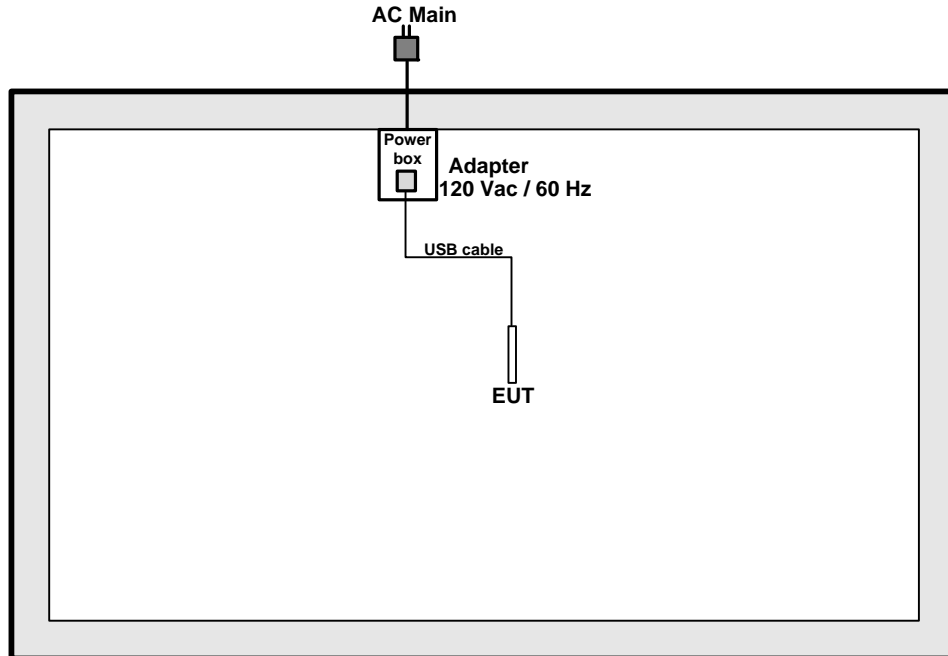 AC Main
Power
box
Adapter
120 Vac / 60 Hz
USB cable
EUT